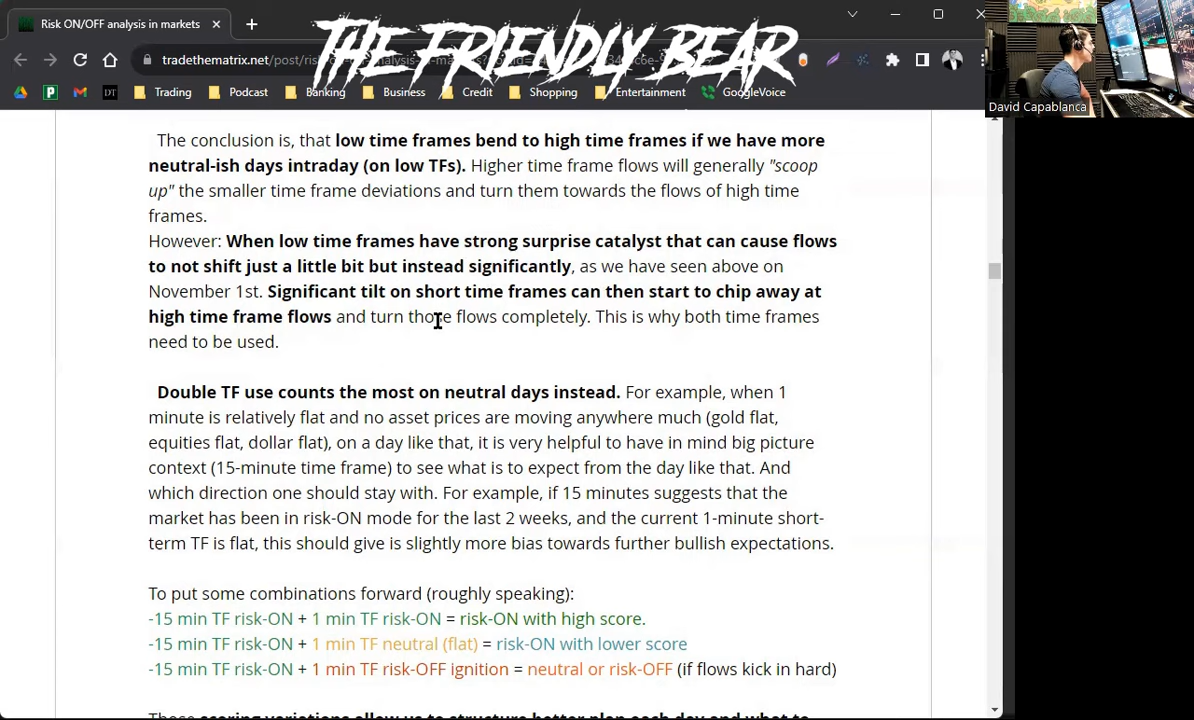 Risk ON/OFF analysis in markets
THE FRIENDLY BEAR
tradethematrix.net/post/
David Capablanca
Trading
Podcast
Banking
Business
Credit
Shopping
Entertainment
GoogleVoice
The conclusion is, that low time frames bend to high time frames if we have more
neutral-ish days intraday (on low TFs). Higher time frame flows will generally "scoop
up" the smaller time frame deviations and turn them towards the flows of high time
frames.
However: When low time frames have strong surprise catalyst that can cause flows
to not shift just a little bit but instead significantly, as we have seen above on
November 1st. Significant tilt on short time frames can then start to chip away at
high time frame flows and turn those flows completely. This is why both time frames
need to be used.
Double TF use counts the most on neutral days instead. For example, when 1
minute is relatively flat and no asset prices are moving anywhere much (gold flat,
equities flat, dollar flat), on a day like that, it is very helpful to have in mind big picture
context (15-minute time frame) to see what is to expect from the day like that. And
which direction one should stay with. For example, if 15 minutes suggests that the
market has been in risk-ON mode for the last 2 weeks, and the current 1-minute short-
term TF is flat, this should give is slightly more bias towards further bullish expectations.
To put some combinations forward (roughly speaking):
-15 min TF risk-ON + 1 min TF risk-ON = risk-ON with high score.
-15 min TF risk-ON + 1 min TF neutral (flat) = risk-ON with lower score
-15 min TF risk-ON + 1 min TF risk-OFF ignition = neutral or risk-OFF (if flows kick in hard)
These scoring variations allow us to structure better plan each day and what to